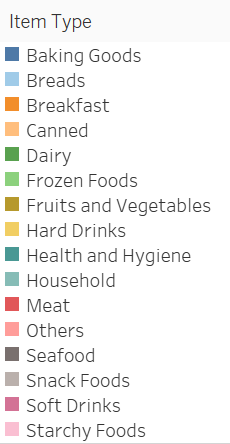 Item Type
Baking Goods
Breads
Breakfast
Canned
Dairy
Frozen Foods
Fruits and Vegetables
Hard Drinks
Health and Hygiene
Household
Meat
Others
Seafood
Snack Foods
Soft Drinks
Starchy Foods